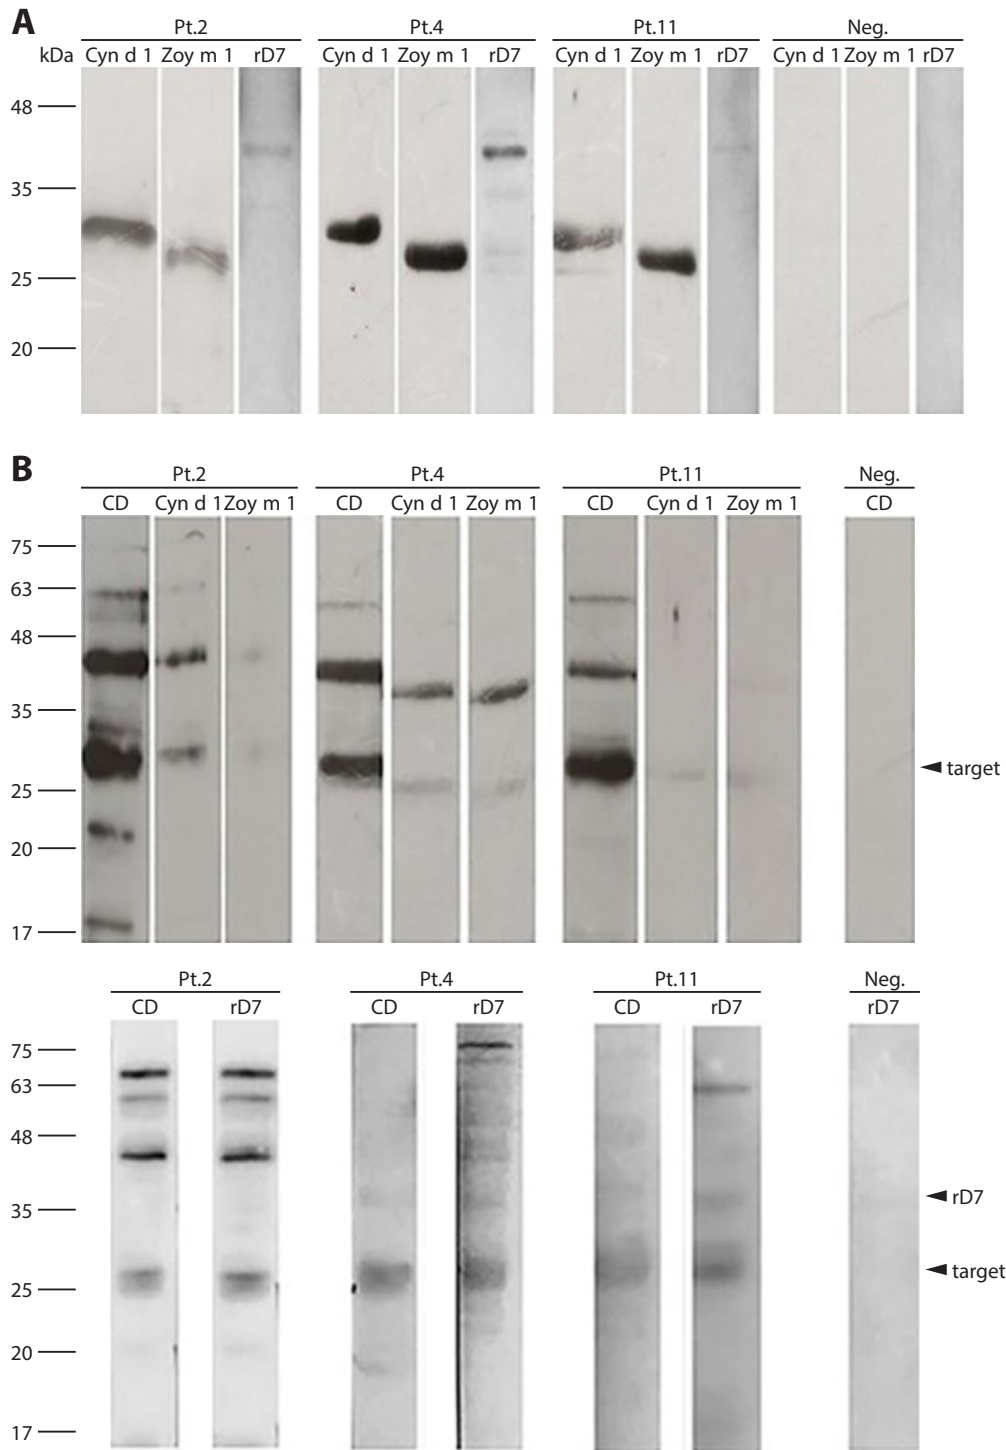 A
Pt.2 Pt.4 Pt.11 Neg.
kDa Cyn d 1 Zoy m 1 rD7 Cyn d 1 Zoy m 1 rD7 Cyn d 1 Zoy m 1 rD7 Cyn d 1 Zoy m 1 rD7
48
35
25
20
B
Pt.2 Pt.4 Pt.11 Neg.
CD Cyn d 1 Zoy m 1 CD Cyn d 1 Zoy m 1 CD Cyn d 1 Zoy m 1 CD
75
63
48
35
target
25
20
17
Pt.2 Pt.4 Pt.11 Neg.
CD rD7 CD rD7 CD rD7 rD7
75
63
48
rD7
35
target
25
20
17